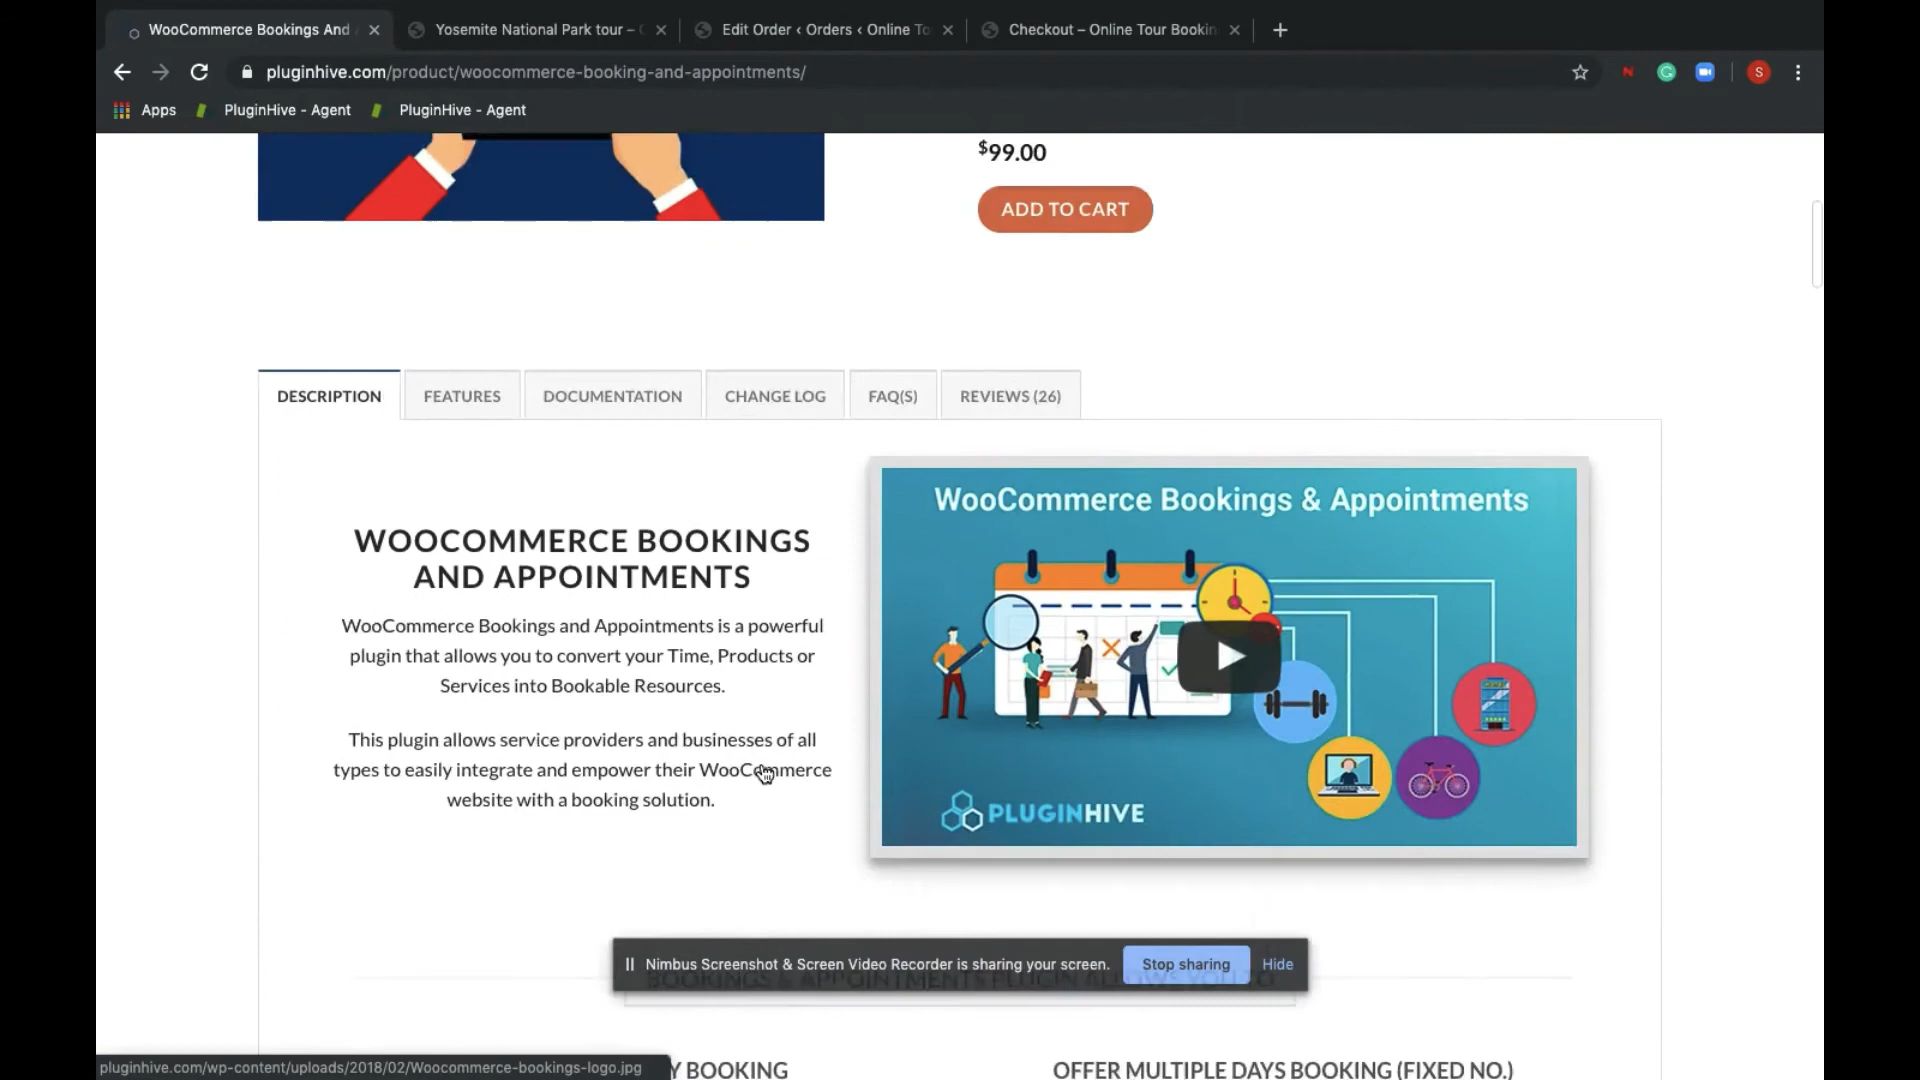 WooCommerce Bookings And
Yosemite National Park tour –
Edit Order ‹ Orders ‹ Online To
Checkout – Online Tour Bookin
pluginhive.com/product/woocommerce-booking-and-appointments/
S
Apps
PluginHive - Agent
PluginHive - Agent
$99.00
ADD TO CART
DESCRIPTION
FEATURES
DOCUMENTATION
CHANGE LOG
FAQ(S)
REVIEWS (26)
WOOCOMMERCE BOOKINGS
AND APPOINTMENTS
WooCommerce Bookings and Appointments is a powerful
plugin that allows you to convert your Time, Products or
Services into Bookable Resources.
This plugin allows service providers and businesses of all
types to easily integrate and empower their WooCommerce
website with a booking solution.
WooCommerce Bookings & Appointments
PLUGINHIVE
Nimbus Screenshot & Screen Video Recorder is sharing your screen.
Stop sharing
Hide
BOOKINGS & APPOINTMENTS PLUGIN ALLOWS YOU TO
pluginhive.com/wp-content/uploads/2018/02/Woocommerce-bookings-logo.jpg
Y BOOKING
OFFER MULTIPLE DAYS BOOKING (FIXED NO.)